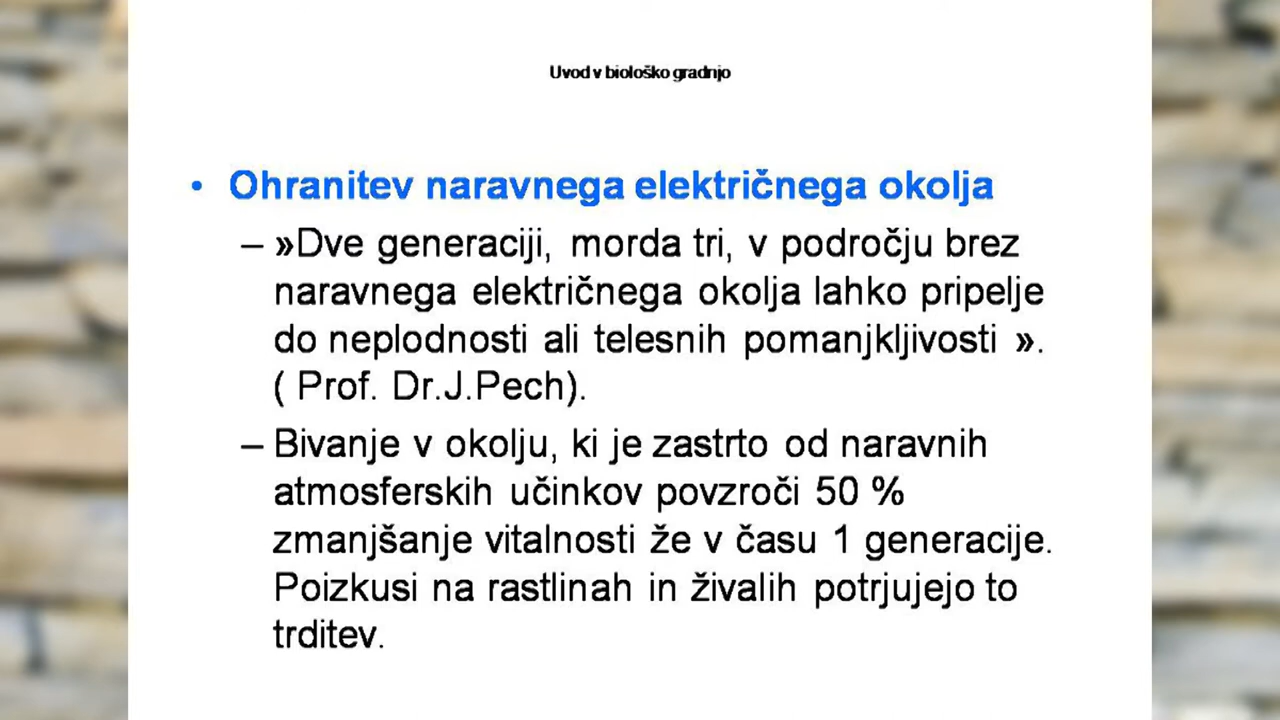 Uvod v biološko gradnjo
• Ohranitev naravnega električnega okolja
– »Dve generaciji, morda tri, v področju brez
naravnega električnega okolja lahko pripelje
do neplodnosti ali telesnih pomanjkljivosti ».
( Prof. Dr.J.Pech).
– Bivanje v okolju, ki je zastrto od naravnih
atmosferskih učinkov povzroči 50 %
zmanjšanje vitalnosti že v času 1 generacije.
Poizkusi na rastlinah in živalih potrjujejo to
trditev.